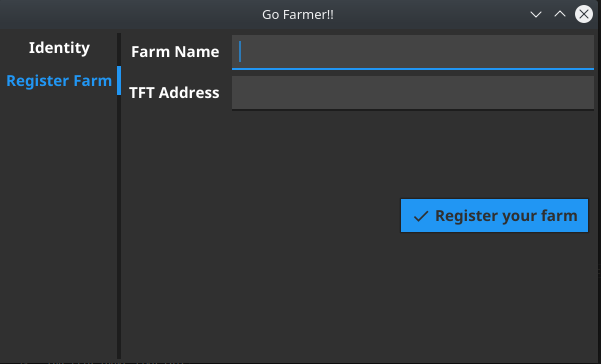 Go Farmer!!
Identity
Register Farm
Farm Name
TFT Address
Register your farm